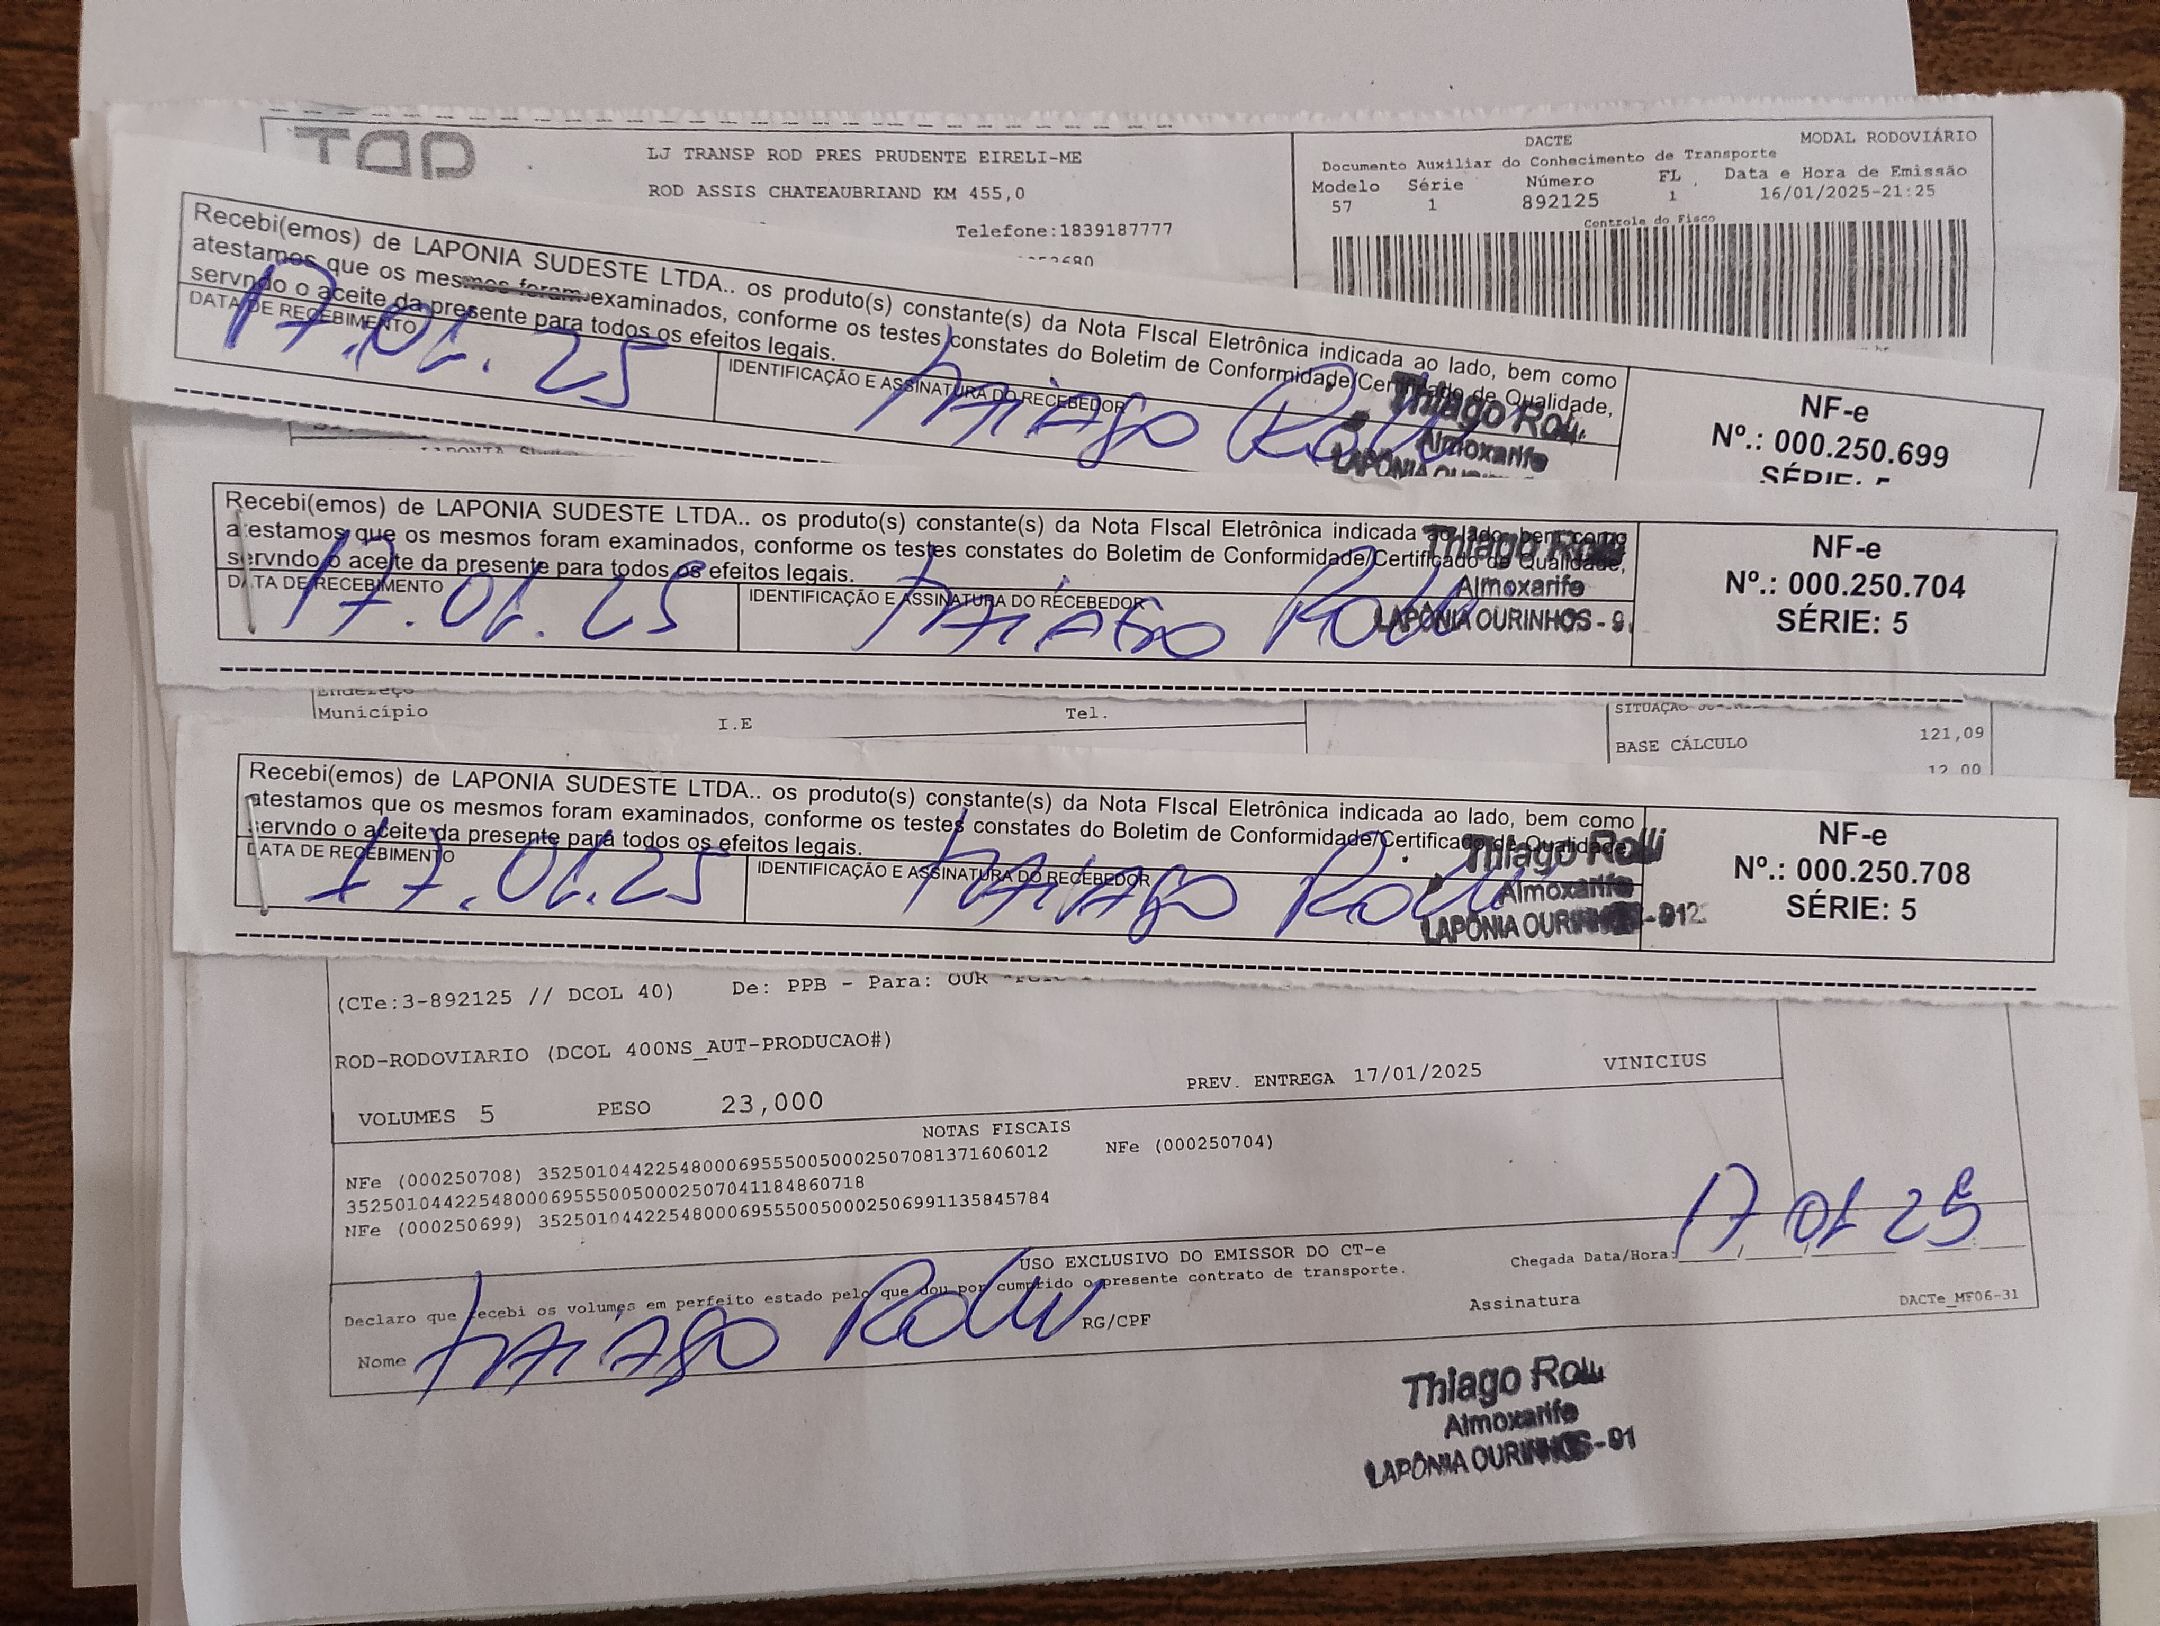 TAP
LJ TRANSP ROD PRES PRUDENTE EIRELI-ME
ROD ASSIS CHATEAUBRIAND KM 455,0
Telefone:1839187777
DACTE
MODAL RODOVIÁRIO
Documento Auxiliar do Conhecimento de Transporte
Modelo Série Número FL Data e Hora de Emissão
57 1 892125 1 16/01/2025-21:25
Controle do Fisco
Recebi(emos) de LAPONIA SUDESTE LTDA.. os produto(s) constante(s) da Nota FIscal Eletrônica indicada ao lado, bem como
atestamos que os mesmos foram examinados, conforme os testes constates do Boletim de Conformidade/Certificado de Qualidade,
servndo o aceite da presente para todos os efeitos legais.
DATA DE RECEBIMENTO
17.01.25
IDENTIFICAÇÃO E ASSINATURA DO RECEBEDOR
Thiago Rolli
Thiago Rolli
Almoxarife
LAPÔNIA
NF-e
Nº.: 000.250.699
SÉRIE:
Recebi(emos) de LAPONIA SUDESTE LTDA.. os produto(s) constante(s) da Nota FIscal Eletrônica indicada ao lado, bem como
atestamos que os mesmos foram examinados, conforme os testes constates do Boletim de Conformidade/Certificado de Qualidade,
servndo o aceite da presente para todos os efeitos legais.
DATA DE RECEBIMENTO
17.01.25
IDENTIFICAÇÃO E ASSINATURA DO RECEBEDOR
Thiago Rolli
Thiago Rolli
Almoxarife
LAPÔNIA OURINHOS - 9
NF-e
Nº.: 000.250.704
SÉRIE: 5
Endereço
Município
I.E
Tel.
SITUAÇÃO
BASE CÁLCULO 121,09
12,00
Recebi(emos) de LAPONIA SUDESTE LTDA.. os produto(s) constante(s) da Nota FIscal Eletrônica indicada ao lado, bem como
atestamos que os mesmos foram examinados, conforme os testes constates do Boletim de Conformidade/Certificado de Qualidade,
servndo o aceite da presente para todos os efeitos legais.
DATA DE RECEBIMENTO
17.01.25
IDENTIFICAÇÃO E ASSINATURA DO RECEBEDOR
Thiago Rolli
Thiago Rolli
Almoxarife
LAPÔNIA OURINHOS - 912
NF-e
Nº.: 000.250.708
SÉRIE: 5
(CTe:3-892125 // DCOL 40) De: PPB - Para: OUR
ROD-RODOVIARIO (DCOL 400NS_AUT-PRODUCAO#)
PREV. ENTREGA 17/01/2025 VINICIUS
VOLUMES 5 PESO 23,000
NOTAS FISCAIS
NFe (000250708) 35250104422548000695550050002507081371606012 NFe (000250704)
35250104422548000695550050002507041184860718
NFe (000250699) 35250104422548000695550050002506991135845784
USO EXCLUSIVO DO EMISSOR DO CT-e
Declaro que recebi os volumes em perfeito estado pelo que dou por cumprido o presente contrato de transporte.
Chegada Data/Hora: 17 01 25
Nome Thiago Rolli
RG/CPF
Assinatura
DACTe_MF06-31
Thiago Rolli
Almoxarife
LAPÔNIA OURINHOS - 91